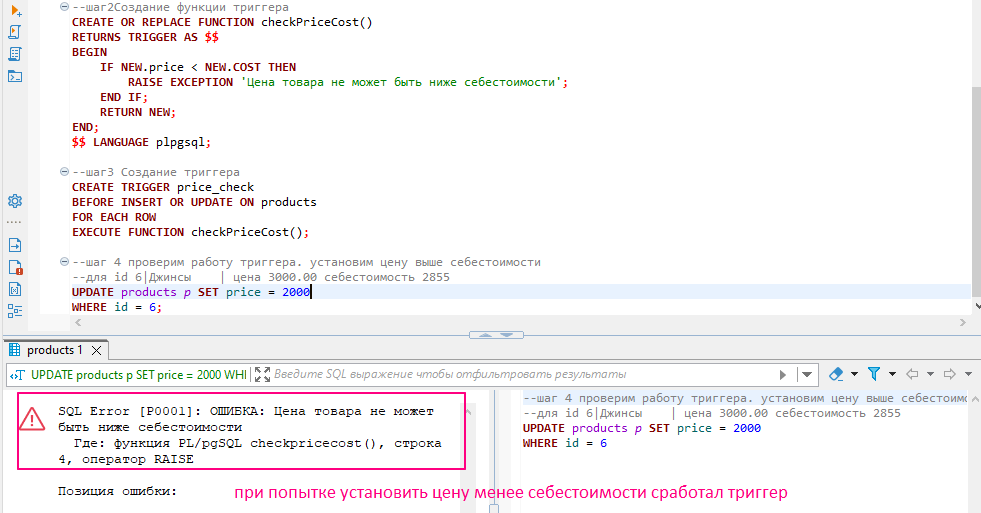 --шаг2Создание функции триггера
CREATE OR REPLACE FUNCTION checkPriceCost()
RETURNS TRIGGER AS $$
BEGIN
    IF NEW.price < NEW.COST THEN
        RAISE EXCEPTION 'Цена товара не может быть ниже себестоимости';
    END IF;
    RETURN NEW;
END;
$$ LANGUAGE plpgsql;
--шаг3 Создание триггера
CREATE TRIGGER price_check
BEFORE INSERT OR UPDATE ON products
FOR EACH ROW
EXECUTE FUNCTION checkPriceCost();
--шаг 4 проверим работу триггера. установим цену выше себестоимости
--для id 6|Джинсы    | цена 3000.00 себестоимость 2855
UPDATE products p SET price = 2000
WHERE id = 6;
products 1
UPDATE products p SET price = 2000 WHI
Введите SQL выражение чтобы отфильтровать результаты
SQL Error [P0001]: ОШИБКА: Цена товара не может
быть ниже себестоимости
  Где: функция PL/pgSQL checkpricecost(), строка
4, оператор RAISE
Позиция ошибки:
--шаг 4 проверим работу триггера. установим цену выше себестоим
--для id 6|Джинсы    | цена 3000.00 себестоимость 2855
UPDATE products p SET price = 2000
WHERE id = 6
при попытке установить цену менее себестоимости сработал триггер